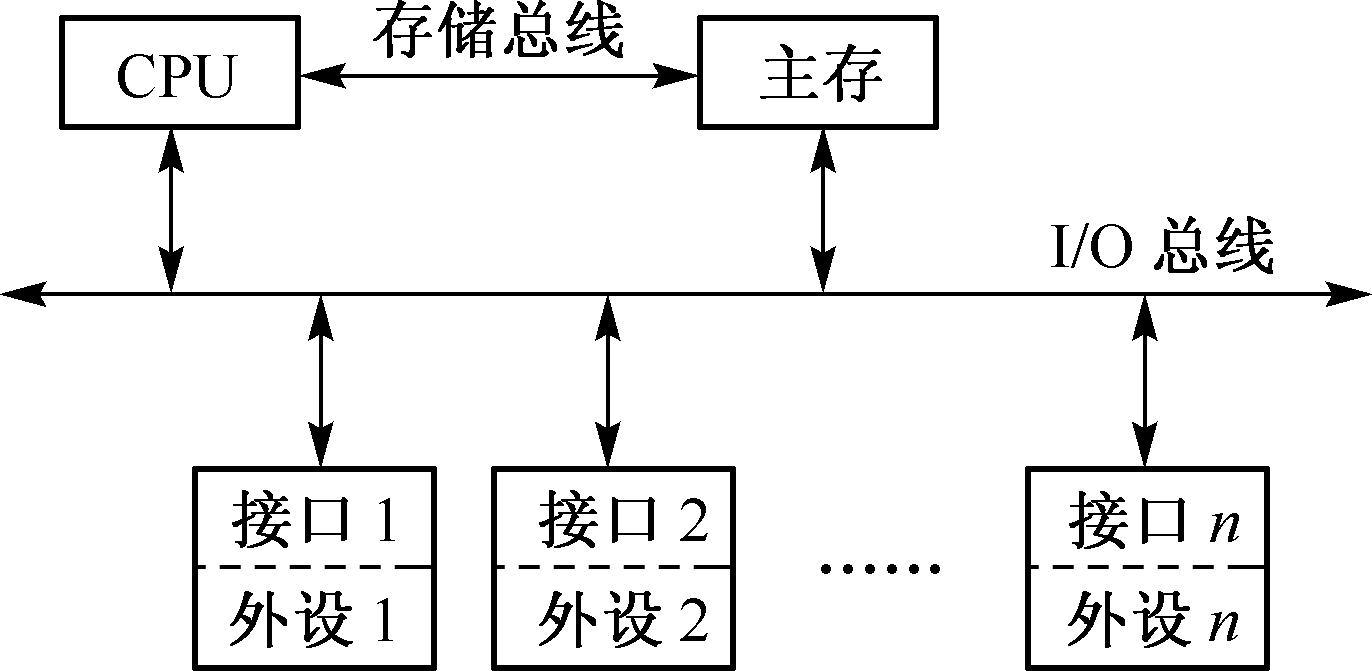 存储总线
CPU
主存
I/O 总线
接口 1
外设 1
接口 2
外设 2
……
接口 n
外设 n